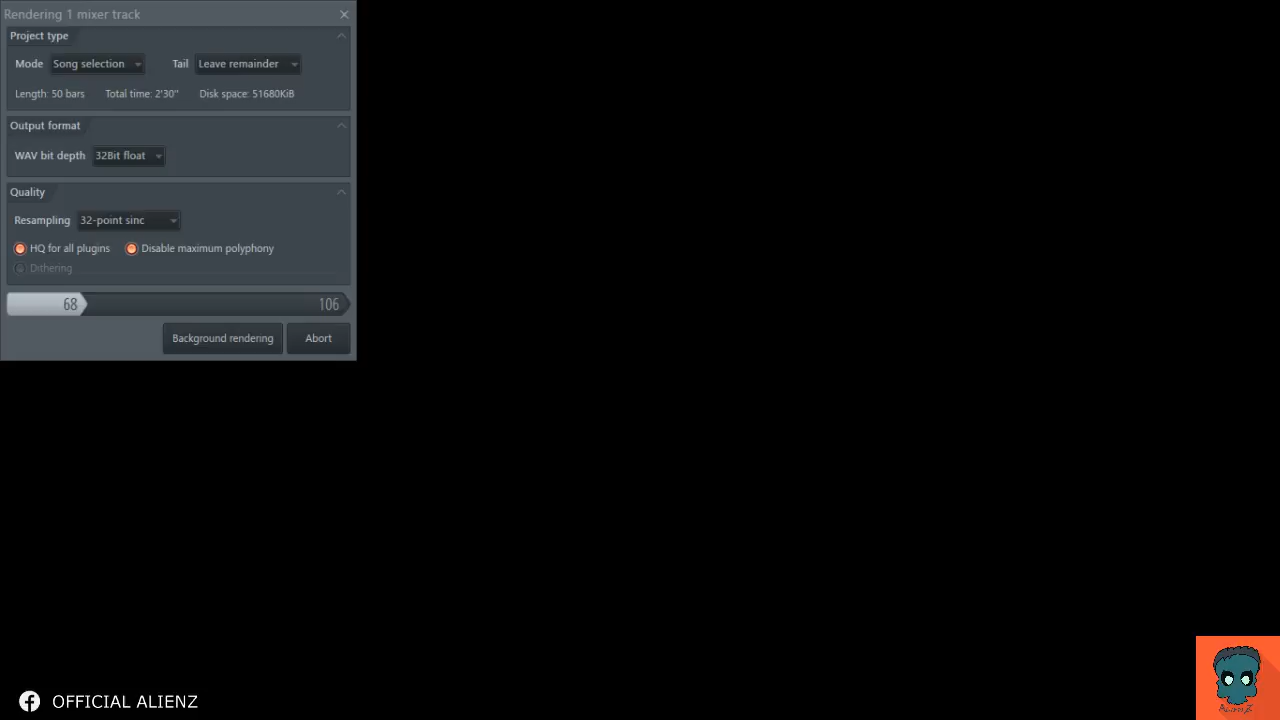 Rendering 1 mixer track
Project type
Mode Song selection Tail Leave remainder
Length: 50 bars Total time: 2'30'' Disk space: 51680KiB
Output format
WAV bit depth 32Bit float
Quality
Resampling 32-point sinc
HQ for all plugins Disable maximum polyphony
Dithering
68 106
Background rendering Abort
OFFICIAL ALIENZ
ALIENZ